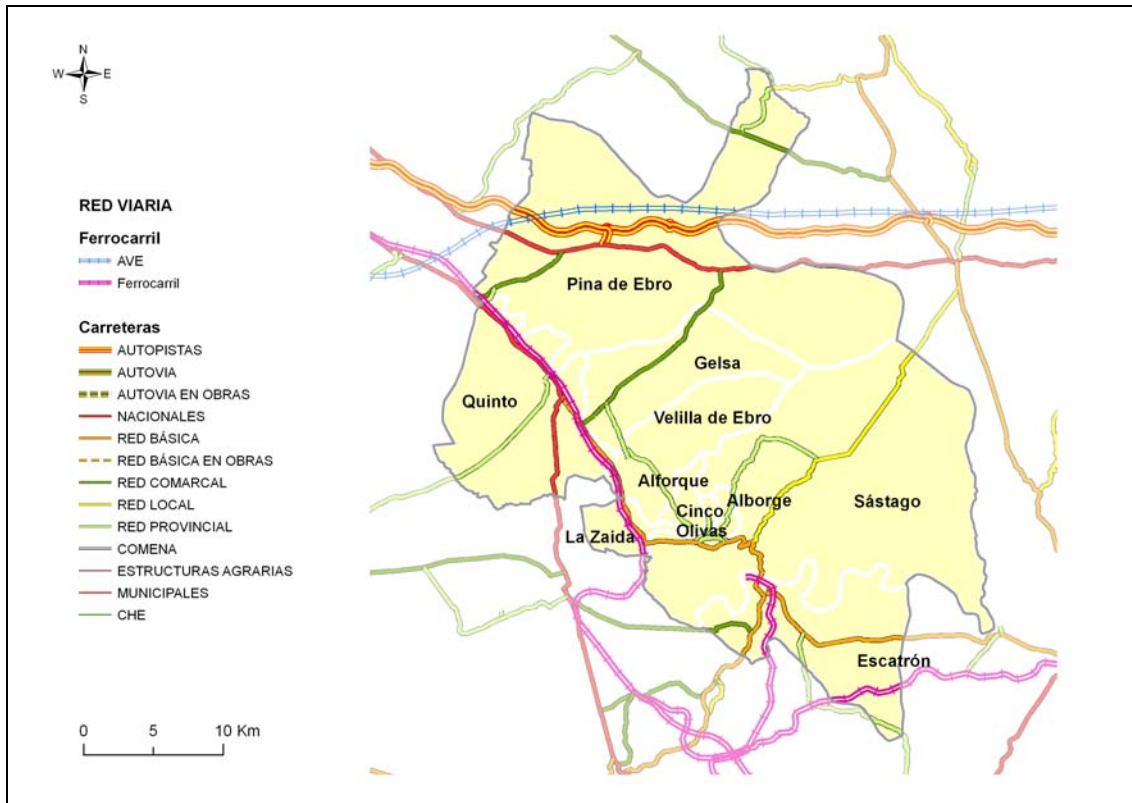 N
W E
S
RED VIARIA
Ferrocarril
AVE
Ferrocarril
Carreteras
AUTOPISTAS
AUTOVIA
AUTOVIA EN OBRAS
NACIONALES
RED BÁSICA
RED BÁSICA EN OBRAS
RED COMARCAL
RED LOCAL
RED PROVINCIAL
COMENA
ESTRUCTURAS AGRARIAS
MUNICIPALES
CHE
0 5 10 Km
Pina de Ebro
Gelsa
Quinto
Velilla de Ebro
Alforque
Cinco
Olivas
Alborge
Sástago
La Zaida
Escatrón